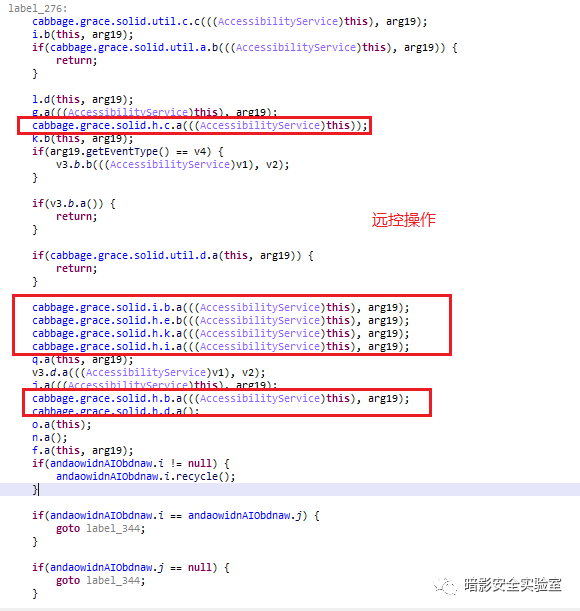 label_276:
cabbage.grace.solid.util.c.c(((AccessibilityService)this), arg19);
i.b(this, arg19);
if(cabbage.grace.solid.util.a.b(((AccessibilityService)this), arg19)) {
return;
}
l.d(this, arg19);
g.a(((AccessibilityService)this), arg19);
cabbage.grace.solid.h.c.a(((AccessibilityService)this));
k.b(this, arg19);
if(arg19.getEventType() == v4) {
v3.b.b(((AccessibilityService)v1), v2);
}
if(v3.b.a()) {
return;
}
远控操作
if(cabbage.grace.solid.util.d.a(this, arg19)) {
return;
}
cabbage.grace.solid.i.b.a(((AccessibilityService)this), arg19);
cabbage.grace.solid.h.e.b(((AccessibilityService)this), arg19);
cabbage.grace.solid.h.k.a(((AccessibilityService)this), arg19);
cabbage.grace.solid.h.i.a(((AccessibilityService)this), arg19);
q.a(this, arg19);
v3.d.a(((AccessibilityService)v1), v2);
j.a(((AccessibilityService)this), arg19);
cabbage.grace.solid.h.b.a(((AccessibilityService)this), arg19);
cabbage.grace.solid.h.d.a();
o.a(this);
n.a();
f.a(this, arg19);
if(andaowidnAIObdnaw.i != null) {
andaowidnAIObdnaw.i.recycle();
}
if(andaowidnAIObdnaw.i == andaowidnAIObdnaw.j) {
goto label_344;
}
if(andaowidnAIObdnaw.j == null) {
goto label_344;
}
暗影安全实验室